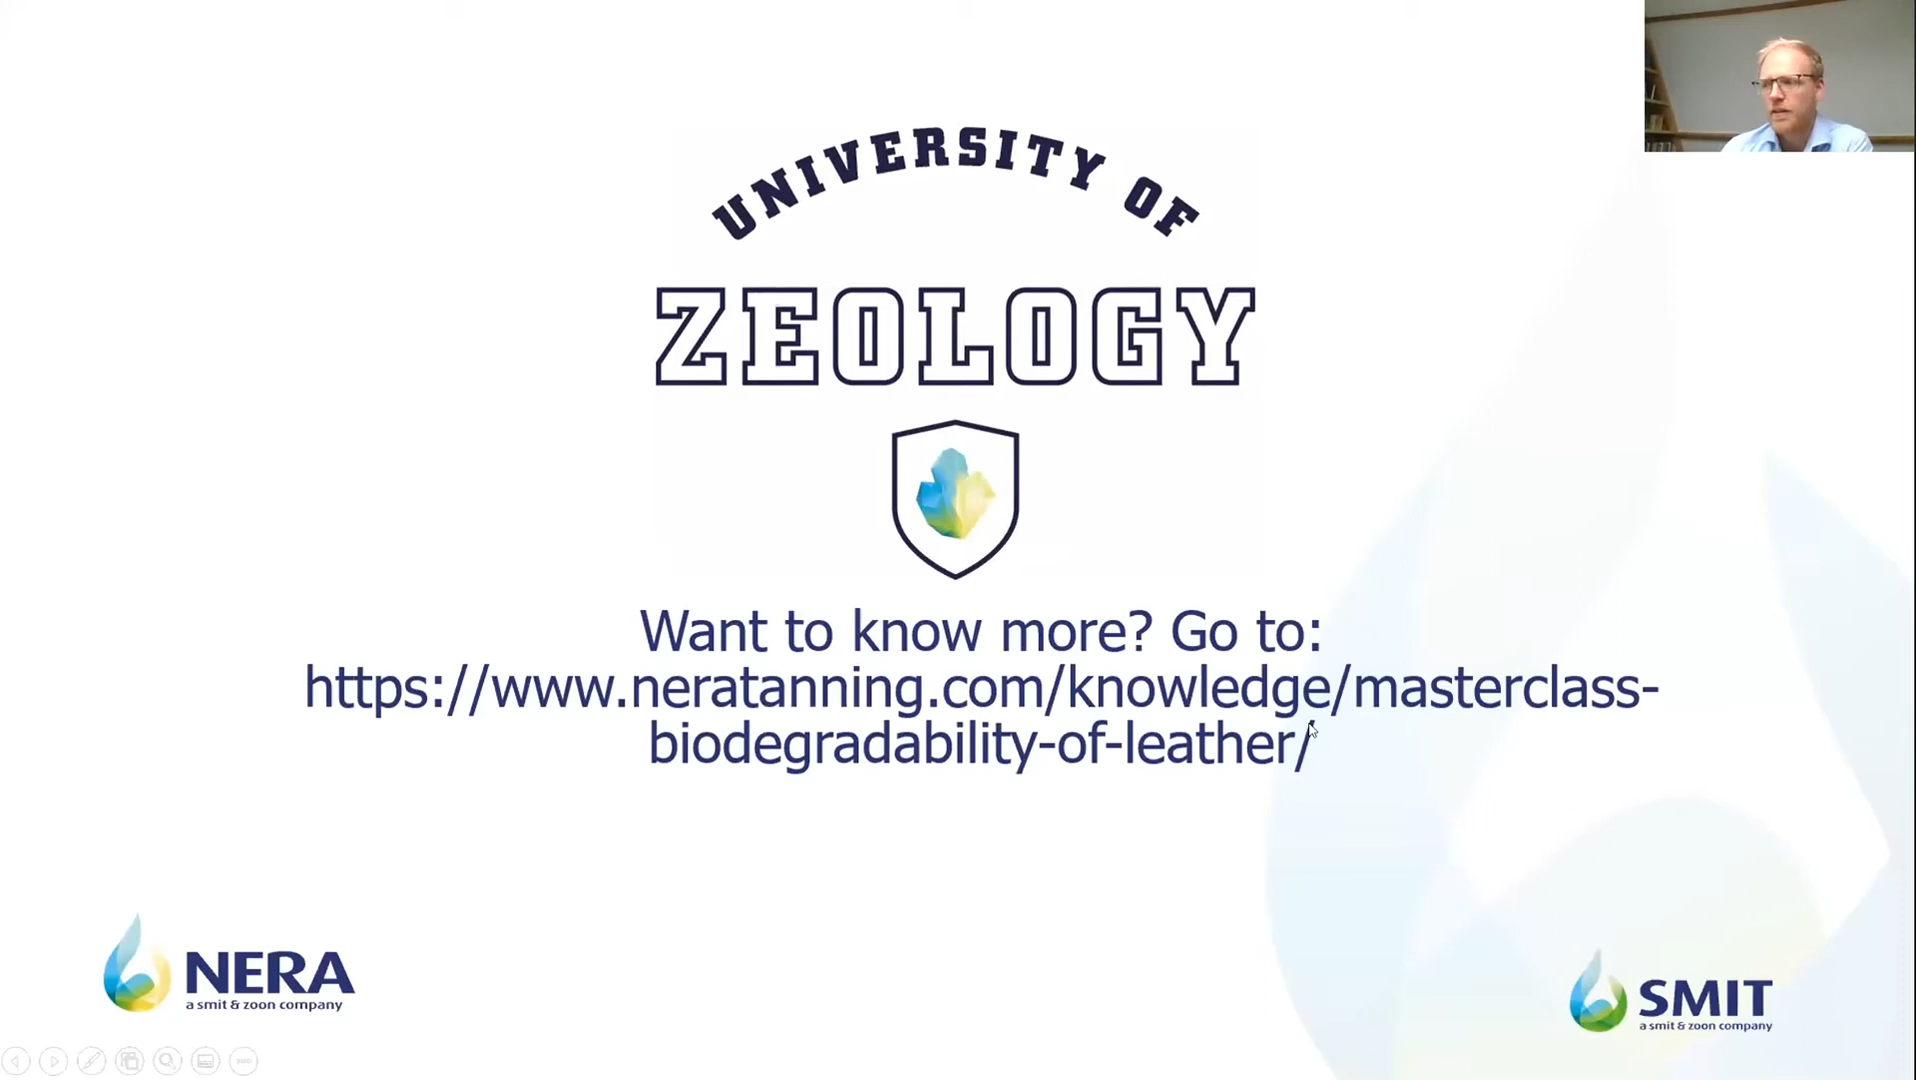 UNIVERSITY OF
ZEOLOGY
Want to know more? Go to:
https://www.neratanning.com/knowledge/masterclass-
biodegradability-of-leather/
NERA
a smit & zoon company
SMIT
a smit & zoon company